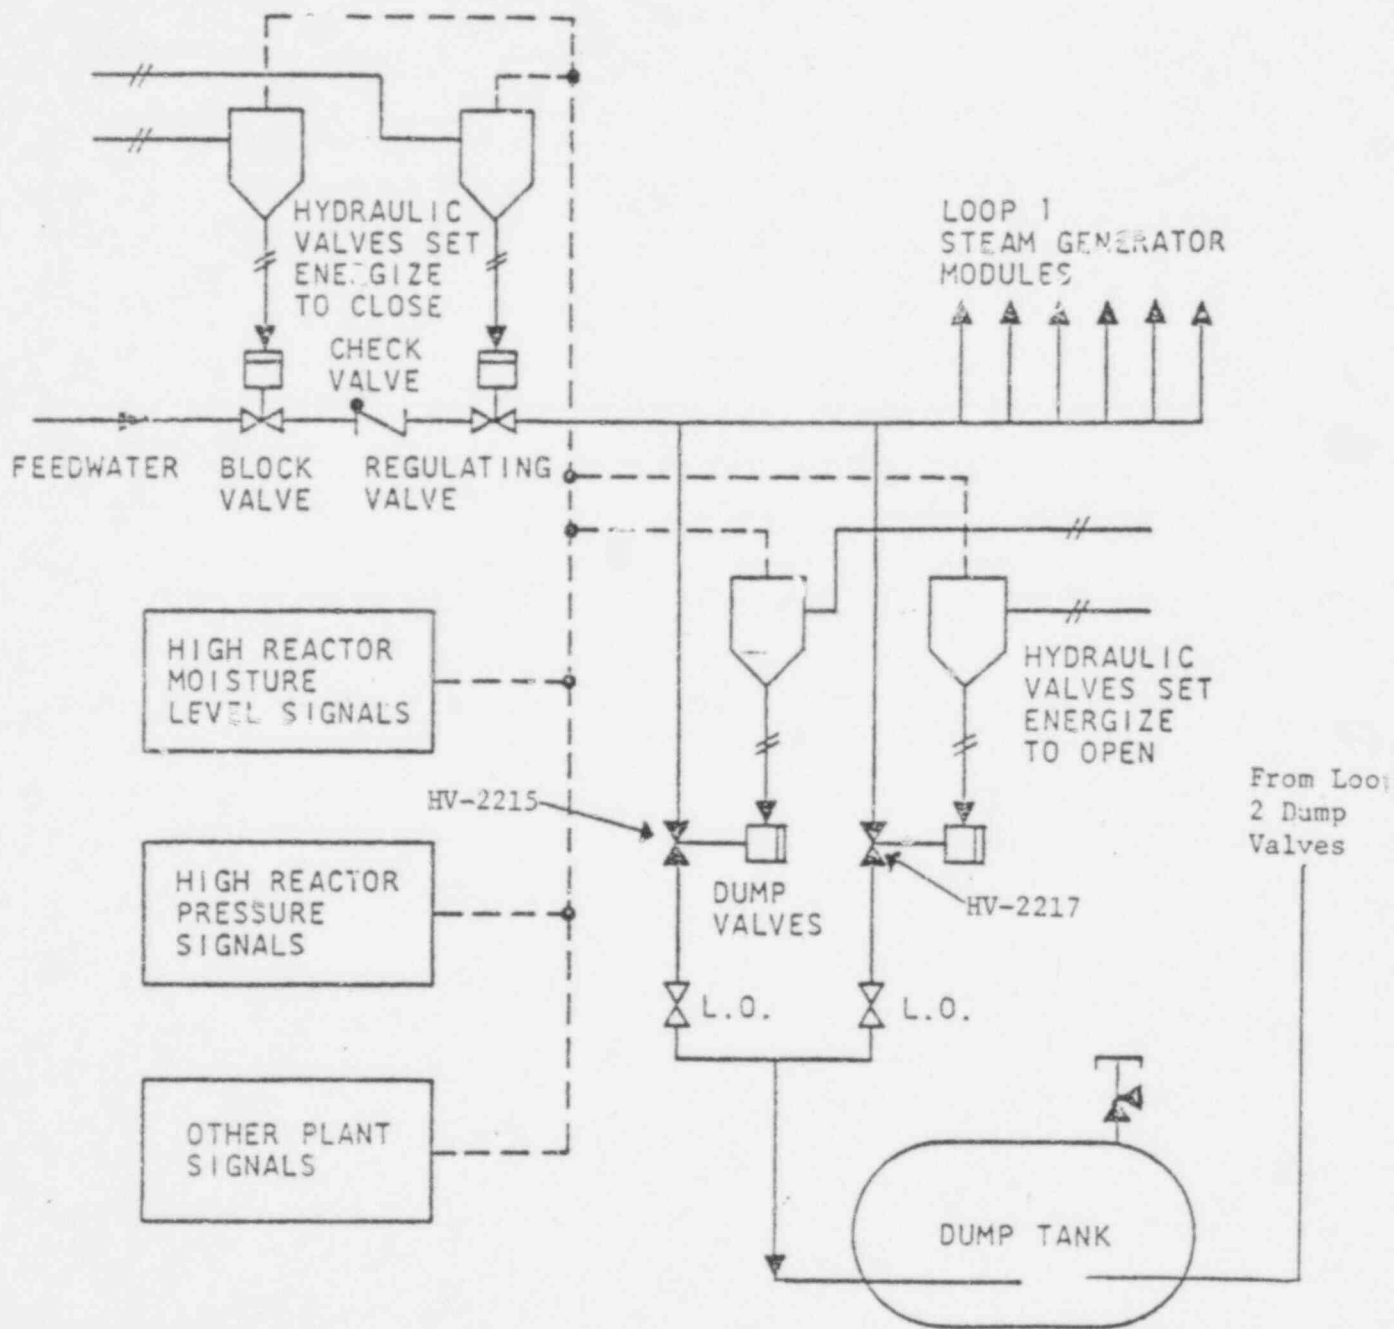 HYDRAULIC
VALVES SET
ENERGIZE
TO CLOSE
CHECK
VALVE
LOOP 1
STEAM GENERATOR
MODULES
FEEDWATER
BLOCK
VALVE
REGULATING
VALVE
HIGH REACTOR
MOISTURE
LEVEL SIGNALS
HYDRAULIC
VALVES SET
ENERGIZE
TO OPEN
From Loop
2 Dump
Valves
HV-2215
HIGH REACTOR
PRESSURE
SIGNALS
DUMP
VALVES
HV-2217
L.O.
L.O.
OTHER PLANT
SIGNALS
DUMP TANK